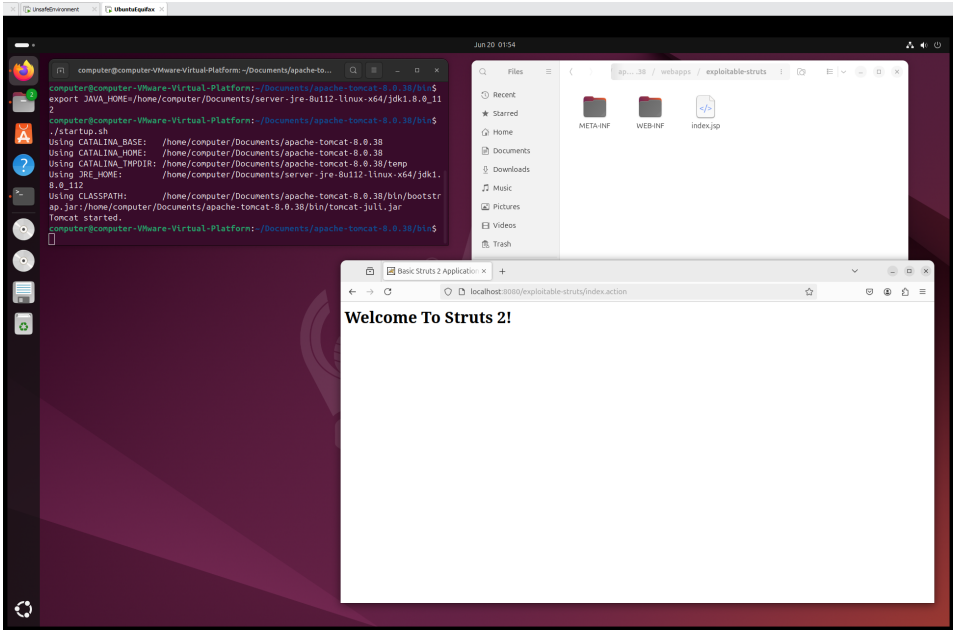 UnsafeEnvironment
UbuntuEquifax
Jun 20 01:54
computer@computer-VMware-Virtual-Platform: ~/Documents/apache-to...
computer@computer-VMware-Virtual-Platform:~/Documents/apache-tomcat-8.0.38/bin$
export JAVA_HOME=/home/computer/Documents/server-jre-8u112-linux-x64/jdk1.8.0_11
2
computer@computer-VMware-Virtual-Platform:~/Documents/apache-tomcat-8.0.38/bin$
./startup.sh
Using CATALINA_BASE:   /home/computer/Documents/apache-tomcat-8.0.38
Using CATALINA_HOME:   /home/computer/Documents/apache-tomcat-8.0.38
Using CATALINA_TMPDIR: /home/computer/Documents/apache-tomcat-8.0.38/temp
Using JRE_HOME:        /home/computer/Documents/server-jre-8u112-linux-x64/jdk1.
8.0_112
Using CLASSPATH:       /home/computer/Documents/apache-tomcat-8.0.38/bin/bootstr
ap.jar:/home/computer/Documents/apache-tomcat-8.0.38/bin/tomcat-juli.jar
Tomcat started.
computer@computer-VMware-Virtual-Platform:~/Documents/apache-tomcat-8.0.38/bin$
2
Files
ap....38 / webapps / exploitable-struts
Recent
Starred
Home
Documents
Downloads
Music
Pictures
Videos
Trash
META-INF
WEB-INF
index.jsp
Basic Struts 2 Application
localhost:8080/exploitable-struts/index.action
Welcome To Struts 2!